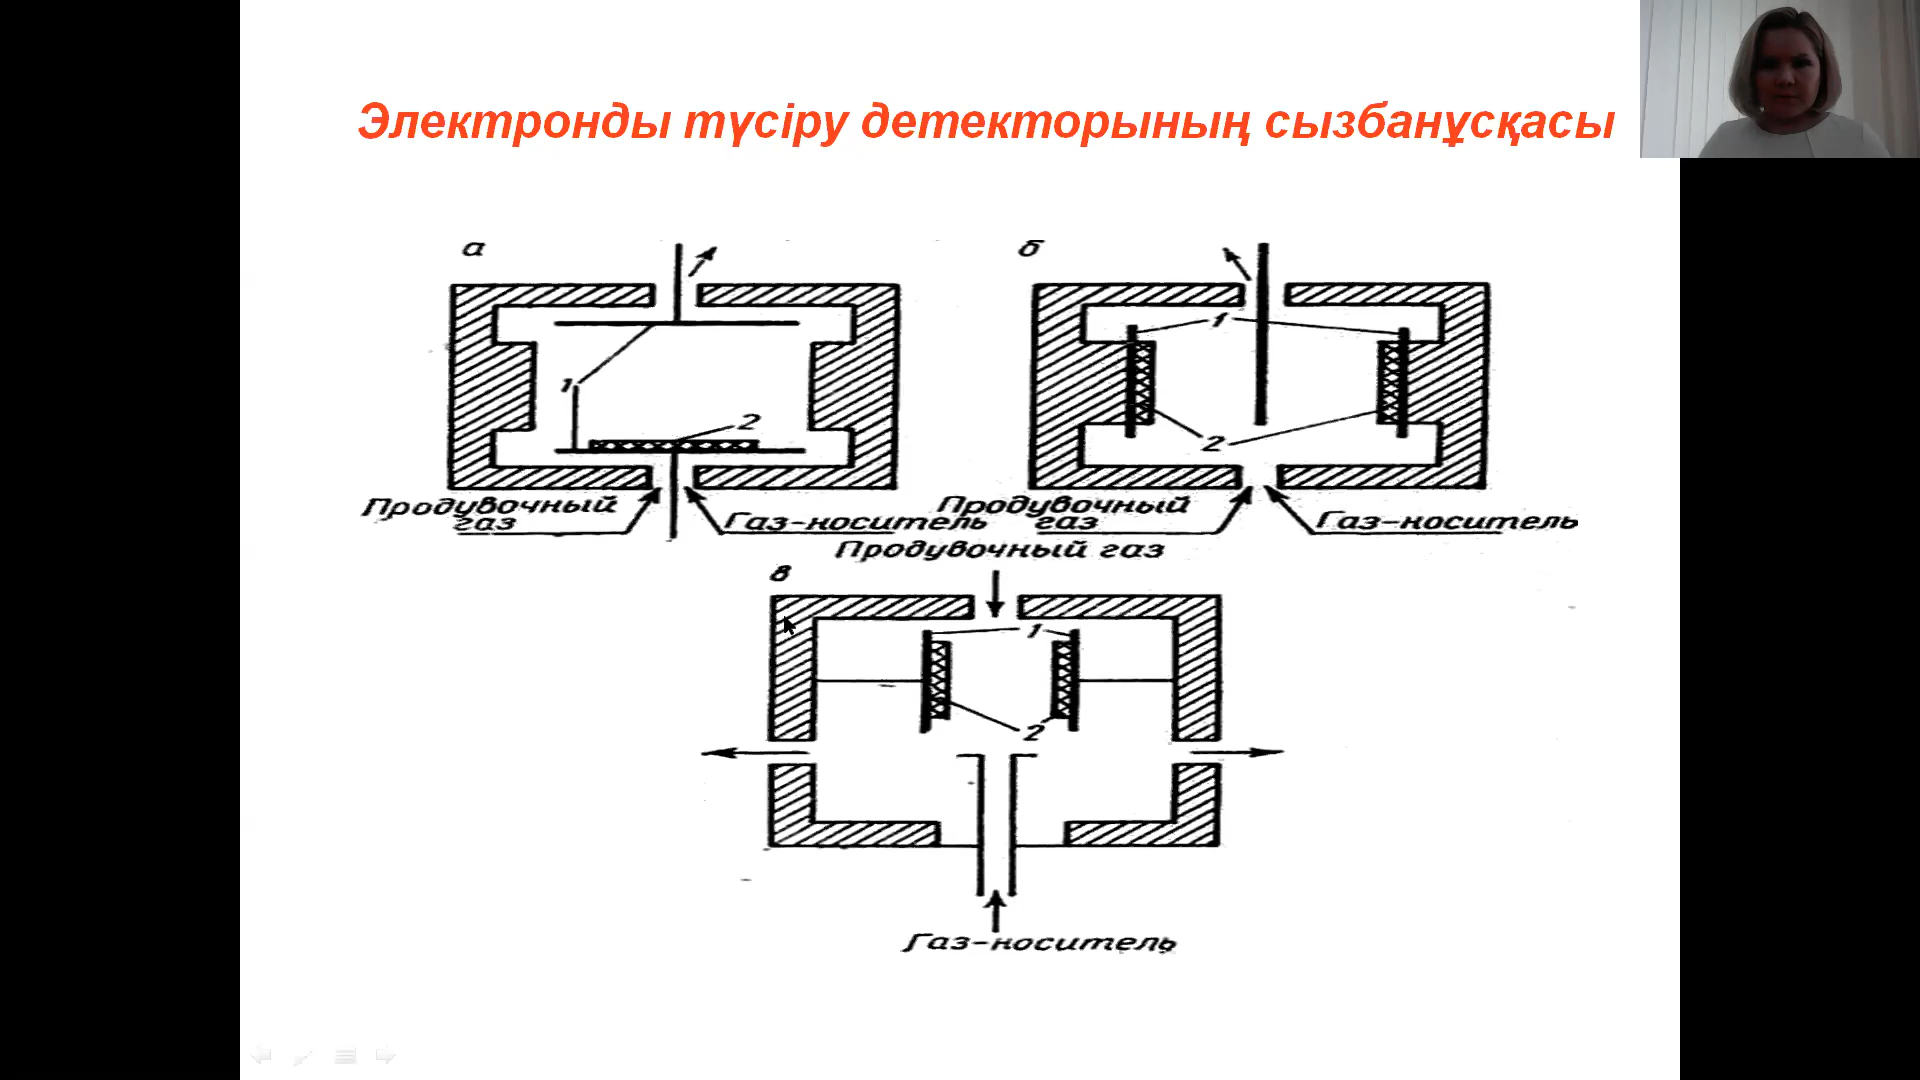 Электронды түсіру детекторының сызбанұсқасы
а
1
2
Продувочный
газ
Газ-носитель
б
1
2
Продувочный
газ
Газ-носитель
в
Продувочный газ
1
2
Газ-носитель